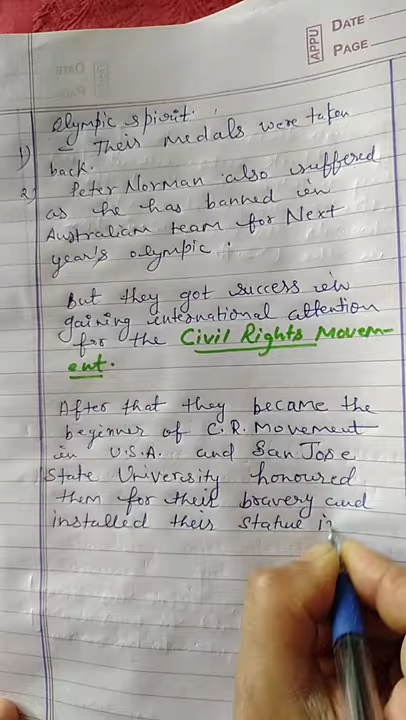 APPU
DATE
PAGE
Olympic spirit.
1) Their medals were taken
back.
2) Peter Norman also suffered
as he has banned in
Australian team for Next
year's olympic.
But they got success in
gaining international attention
for the Civil Rights Movem-
ent.
After that they became the
beginner of C.R. Movement
in U.S.A. and San Jose
State University honoured
them for their bravery and
installed their statue i